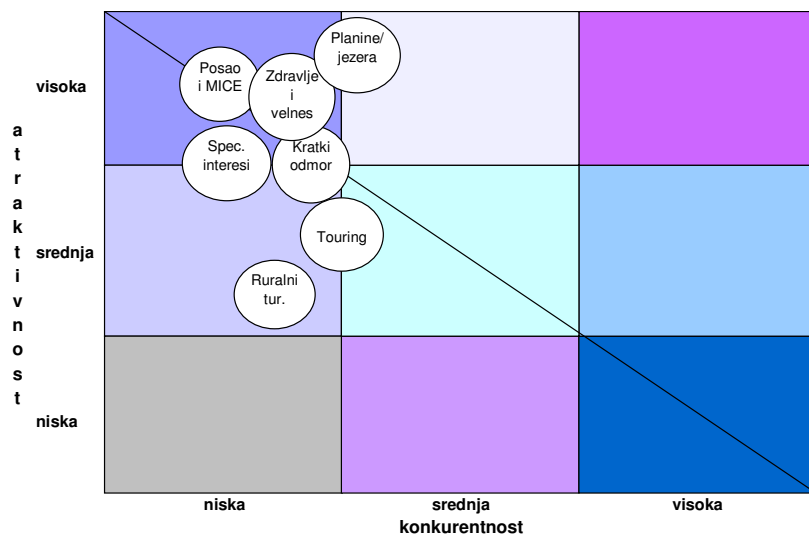 visoka
srednja
niska
atraktivnost
Posao
i MICE
Zdravlje
i
velnes
Planine/
jezera
Spec.
interesi
Kratki
odmor
Touring
Ruralni
tur.
niska
srednja
visoka
konkurentnost